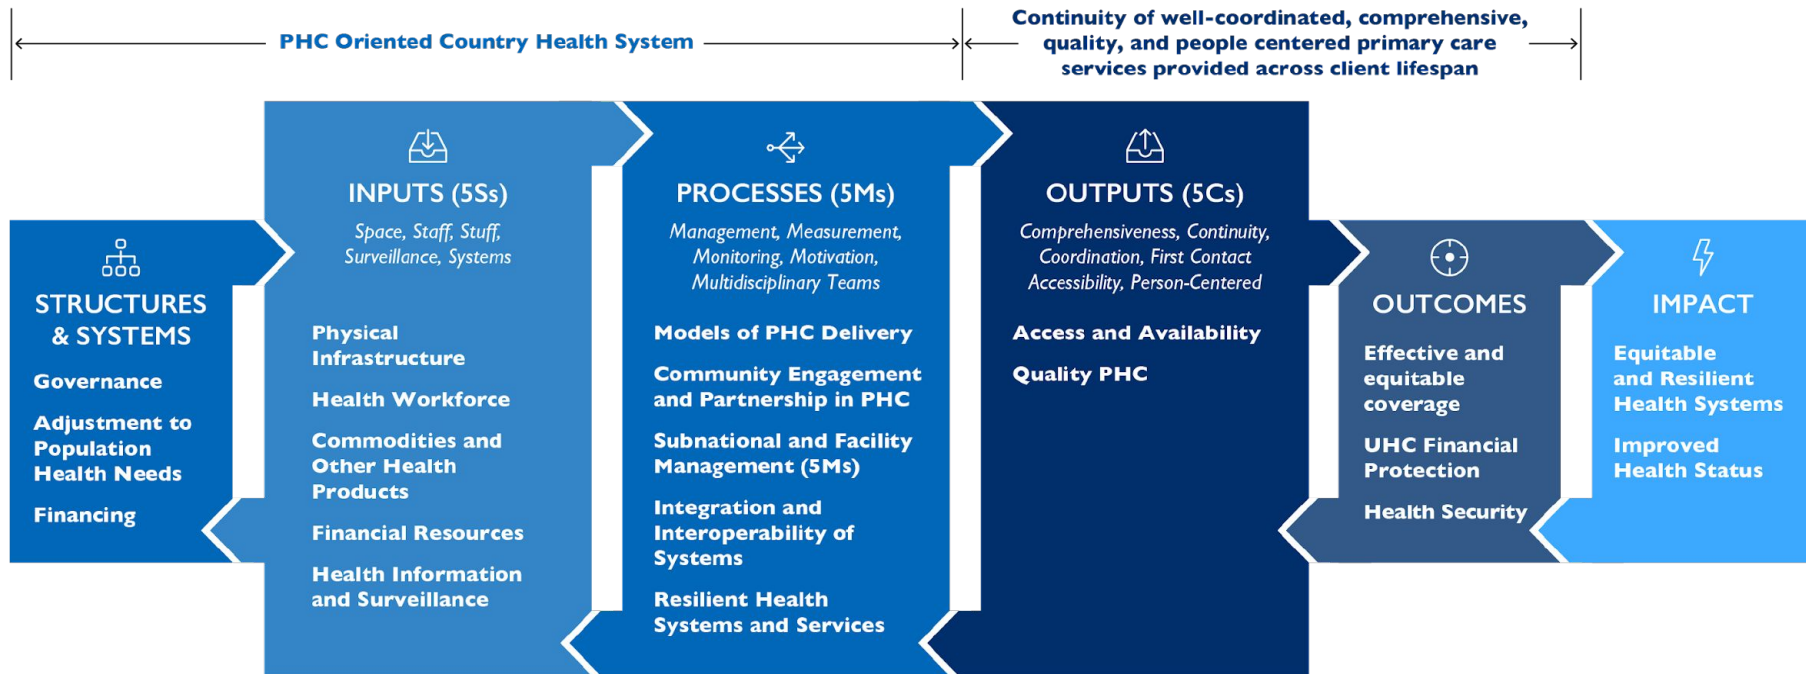 PHC Oriented Country Health System
Continuity of well-coordinated, comprehensive,
quality, and people centered primary care
services provided across client lifespan
STRUCTURES
& SYSTEMS
Governance
Adjustment to
Population
Health Needs
Financing
INPUTS (5Ss)
Space, Staff, Stuff,
Surveillance, Systems
Physical
Infrastructure
Health Workforce
Commodities and
Other Health
Products
Financial Resources
Health Information
and Surveillance
PROCESSES (5Ms)
Management, Measurement,
Monitoring, Motivation,
Multidisciplinary Teams
Models of PHC Delivery
Community Engagement
and Partnership in PHC
Subnational and Facility
Management (5Ms)
Integration and
Interoperability of
Systems
Resilient Health
Systems and Services
OUTPUTS (5Cs)
Comprehensiveness, Continuity,
Coordination, First Contact
Accessibility, Person-Centered
Access and Availability
Quality PHC
OUTCOMES
Effective and
equitable
coverage
UHC Financial
Protection
Health Security
IMPACT
Equitable
and Resilient
Health Systems
Improved
Health Status